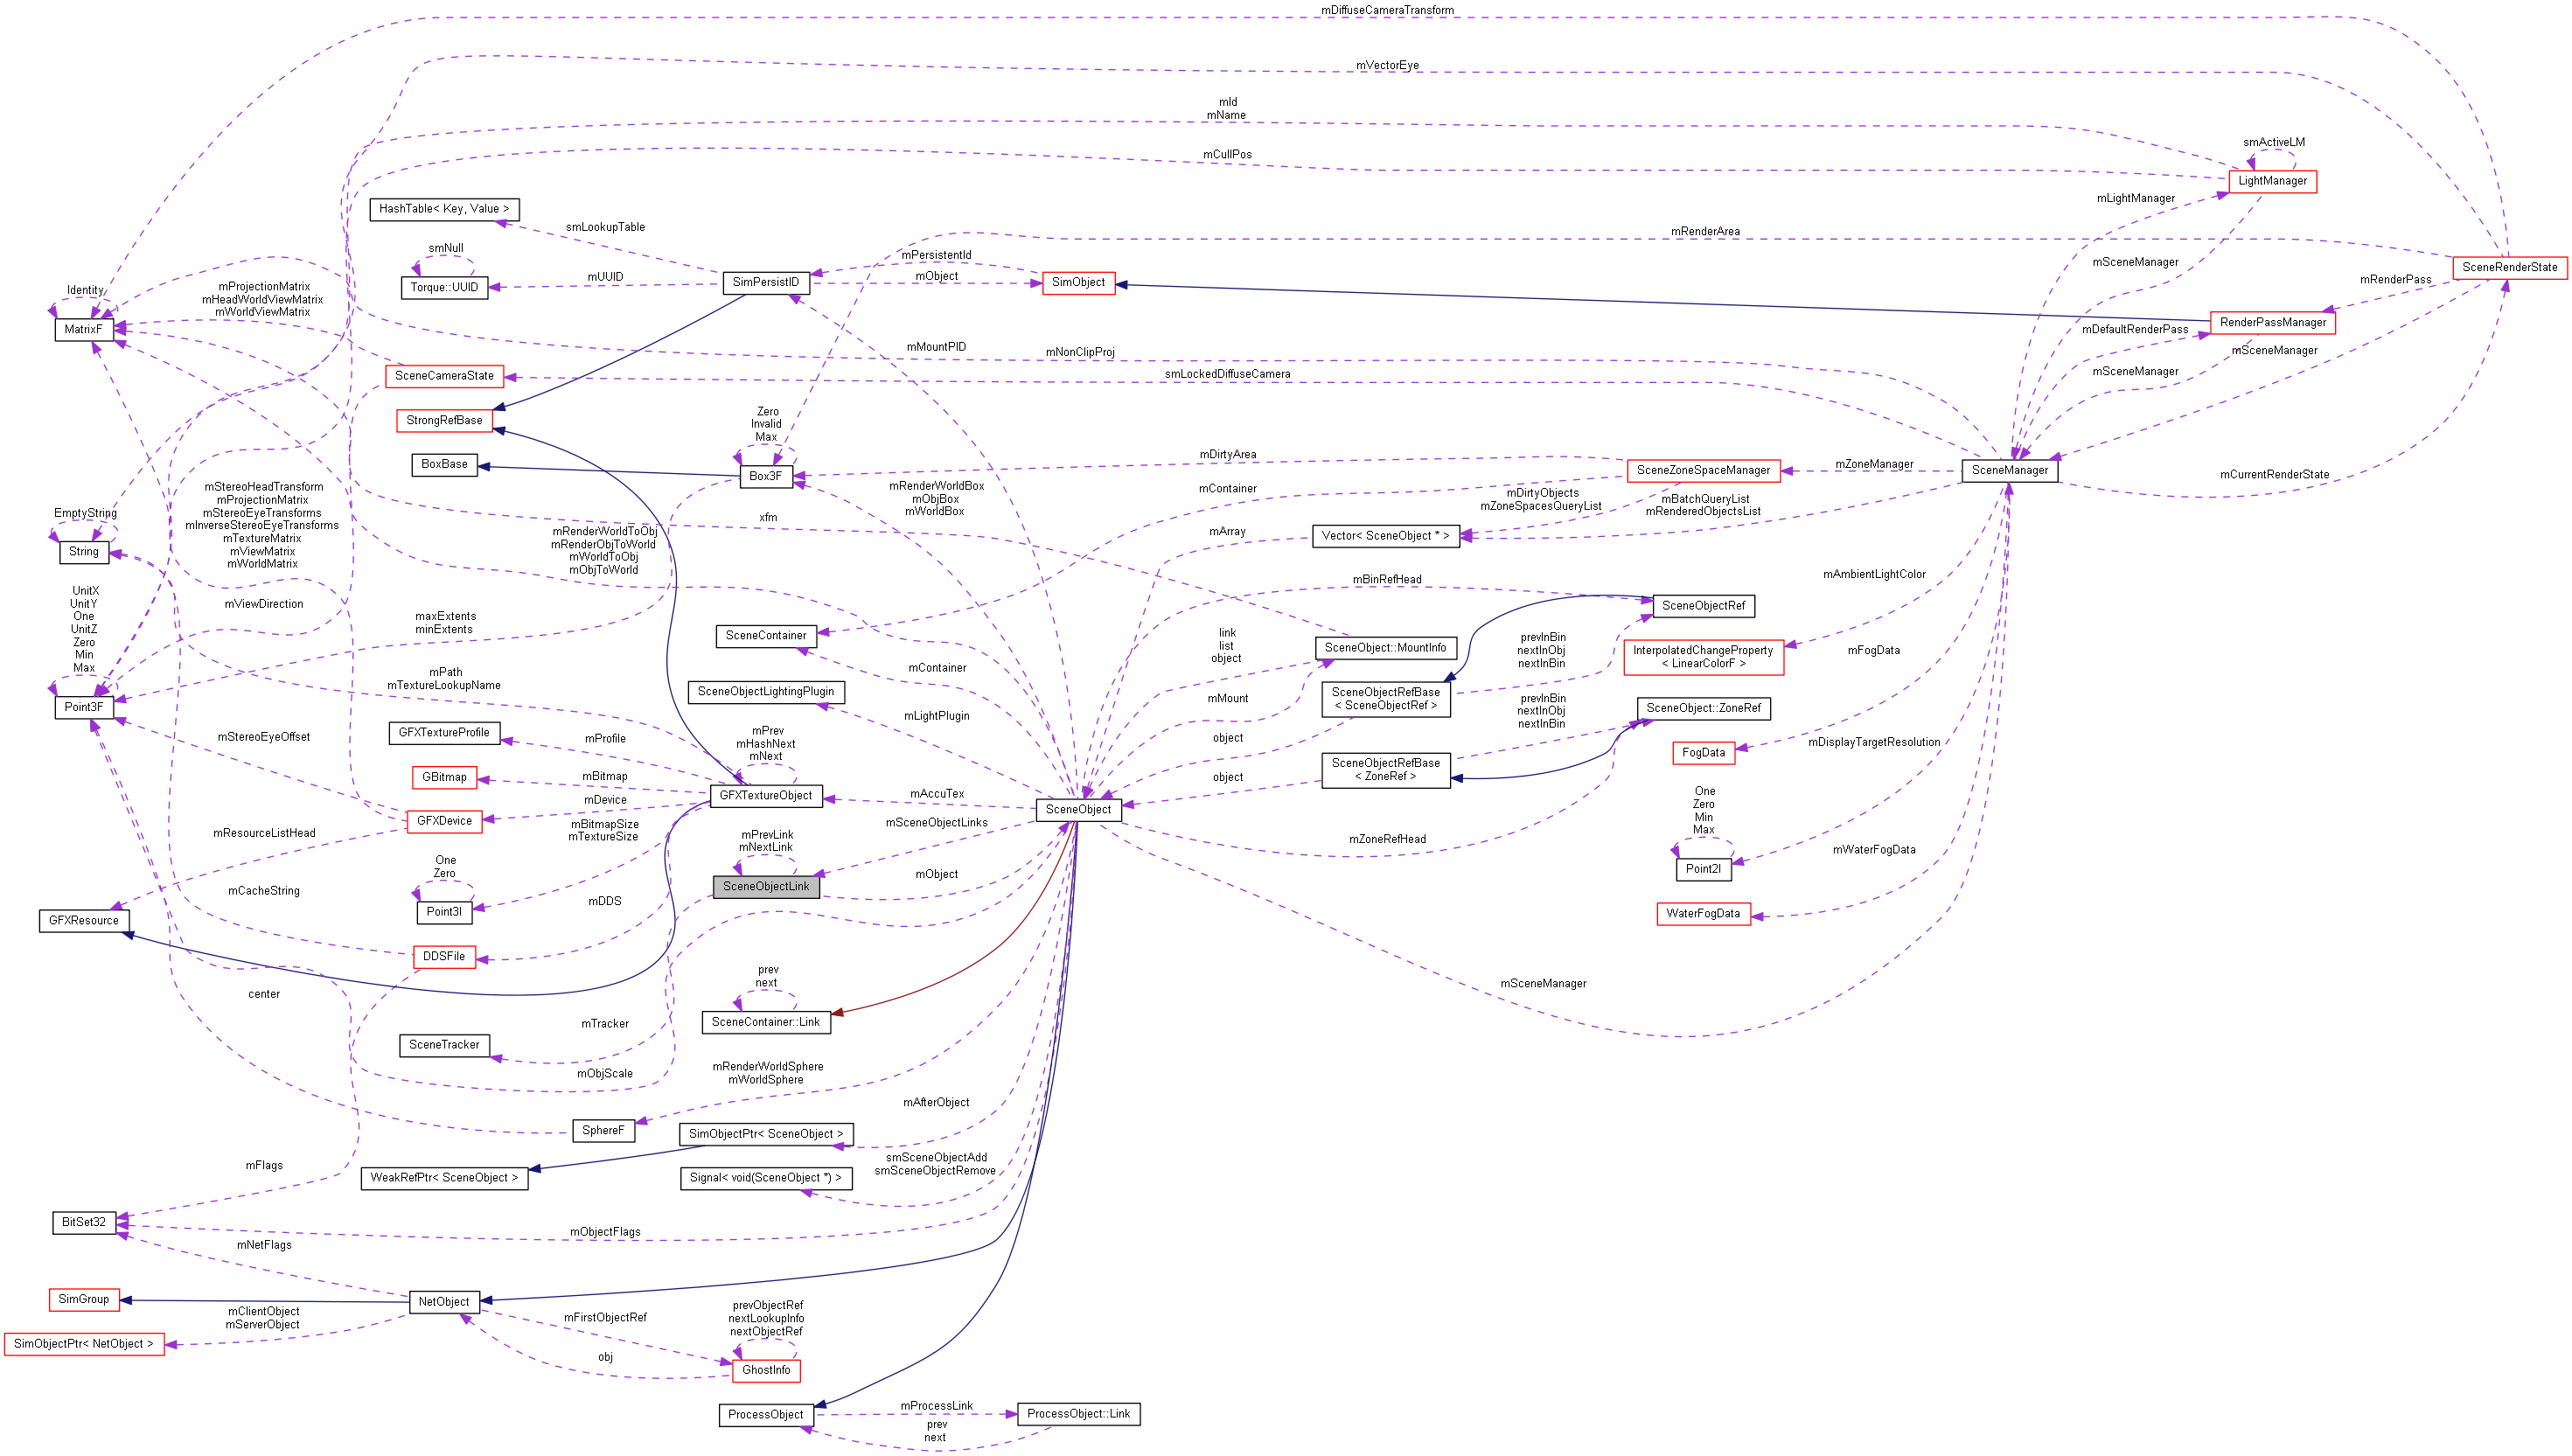 mDiffuseCameraTransform
mVectorEye
mId
mName
mCullPos
smActiveLM
LightManager
mLightManager
HashTable< Key, Value >
smLookupTable
smNull
Torque::UUID
mUUID
SimPersistID
mPersistentId
mObject
SimObject
mRenderArea
mSceneManager
SceneRenderState
mRenderPass
RenderPassManager
mDefaultRenderPass
mSceneManager
mSceneManager
Identity
MatrixF
mProjectionMatrix
mHeadWorldViewMatrix
mWorldViewMatrix
SceneCameraState
mMountPID
mNonClipProj
smLockedDiffuseCamera
StrongRefBase
BoxBase
Zero
Invalid
Max
Box3F
mDirtyArea
mContainer
SceneZoneSpaceManager
mZoneManager
SceneManager
mCurrentRenderState
mRenderWorldBox
mObjBox
mWorldBox
mDirtyObjects
mZoneSpacesQueryList
mBatchQueryList
mRenderedObjectsList
Vector< SceneObject * >
mArray
xfm
mStereoHeadTransform
mProjectionMatrix
mStereoEyeTransforms
mInverseStereoEyeTransforms
mTextureMatrix
mViewMatrix
mWorldMatrix
EmptyString
String
mRenderWorldToObj
mRenderObjToWorld
mWorldToObj
mObjToWorld
mBinRefHead
SceneObjectRef
mAmbientLightColor
UnitX
UnitY
One
UnitZ
Zero
Min
Max
Point3F
mViewDirection
maxExtents
minExtents
SceneContainer
mContainer
link
list
object
SceneObject::MountInfo
prevInBin
nextInObj
nextInBin
InterpolatedChangeProperty
< LinearColorF >
mFogData
mPath
mTextureLookupName
SceneObjectLightingPlugin
mLightPlugin
mMount
SceneObjectRefBase
< SceneObjectRef >
prevInBin
nextInObj
nextInBin
SceneObject::ZoneRef
mStereoEyeOffset
GFXTextureProfile
mProfile
mPrev
mHashNext
mNext
object
FogData
mDisplayTargetResolution
GBitmap
mBitmap
object
SceneObjectRefBase
< ZoneRef >
GFXTextureObject
mAccuTex
SceneObject
mDevice
GFXDevice
mResourceListHead
mBitmapSize
mTextureSize
mSceneObjectLinks
mPrevLink
mNextLink
mZoneRefHead
One
Zero
Min
Max
Point2I
mWaterFogData
One
Zero
Point3I
SceneObjectLink
mObject
mCacheString
mDDS
GFXResource
WaterFogData
DDSFile
prev
next
SceneContainer::Link
mSceneManager
center
mTracker
SceneTracker
mObjScale
mRenderWorldSphere
mWorldSphere
mAfterObject
SphereF
SimObjectPtr< SceneObject >
mFlags
WeakRefPtr< SceneObject >
Signal< void(SceneObject *) >
smSceneObjectAdd
smSceneObjectRemove
BitSet32
mObjectFlags
mNetFlags
SimGroup
NetObject
mClientObject
mServerObject
SimObjectPtr< NetObject >
mFirstObjectRef
prevObjectRef
nextLookupInfo
nextObjectRef
obj
GhostInfo
ProcessObject
mProcessLink
ProcessObject::Link
prev
next